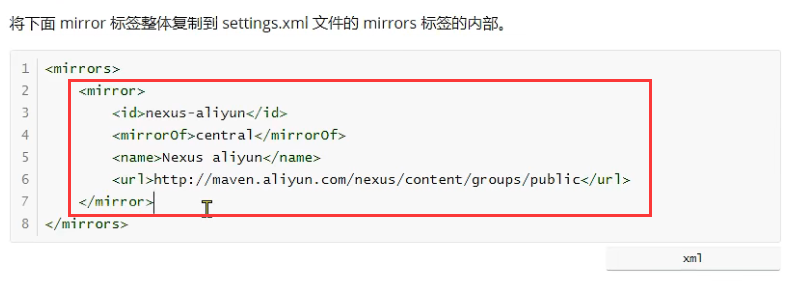 将下面 mirror 标签整体复制到 settings.xml 文件的 mirrors 标签的内部。
1 <mirrors>
2     <mirror>
3         <id>nexus-aliyun</id>
4         <mirrorOf>central</mirrorOf>
5         <name>Nexus aliyun</name>
6         <url>http://maven.aliyun.com/nexus/content/groups/public</url>
7     </mirror>
8 </mirrors>
xml